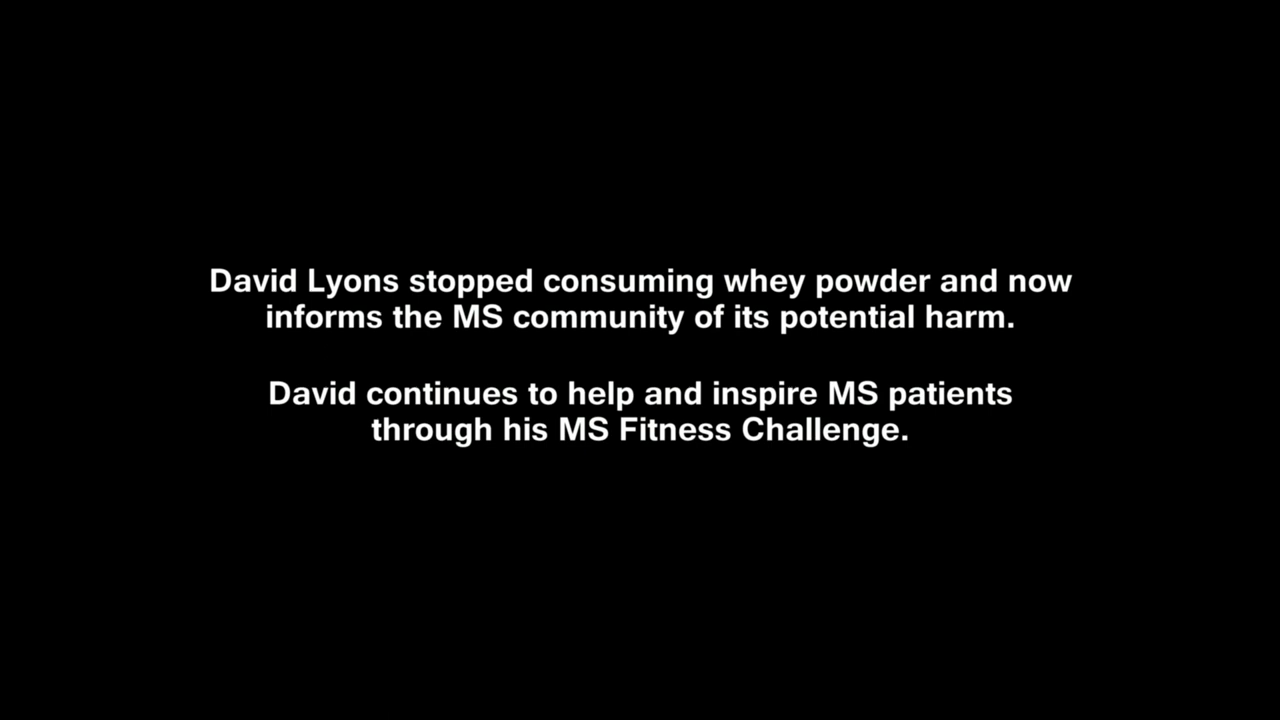 David Lyons stopped consuming whey powder and now
informs the MS community of its potential harm.
David continues to help and inspire MS patients
through his MS Fitness Challenge.